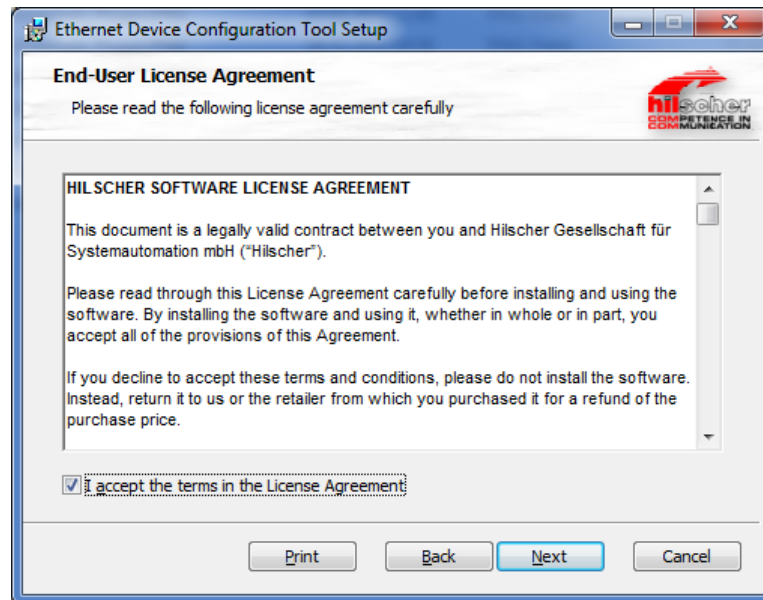 Ethernet Device Configuration Tool Setup
End-User License Agreement
Please read the following license agreement carefully
hilscher
COMPETENCE IN
COMMUNICATION
HILSCHER SOFTWARE LICENSE AGREEMENT
This document is a legally valid contract between you and Hilscher Gesellschaft für
Systemautomation mbH (“Hilscher”).
Please read through this License Agreement carefully before installing and using the
software. By installing the software and using it, whether in whole or in part, you
accept all of the provisions of this Agreement.
If you decline to accept these terms and conditions, please do not install the software.
Instead, return it to us or the retailer from which you purchased it for a refund of the
purchase price.
I accept the terms in the License Agreement
Print Back Next Cancel